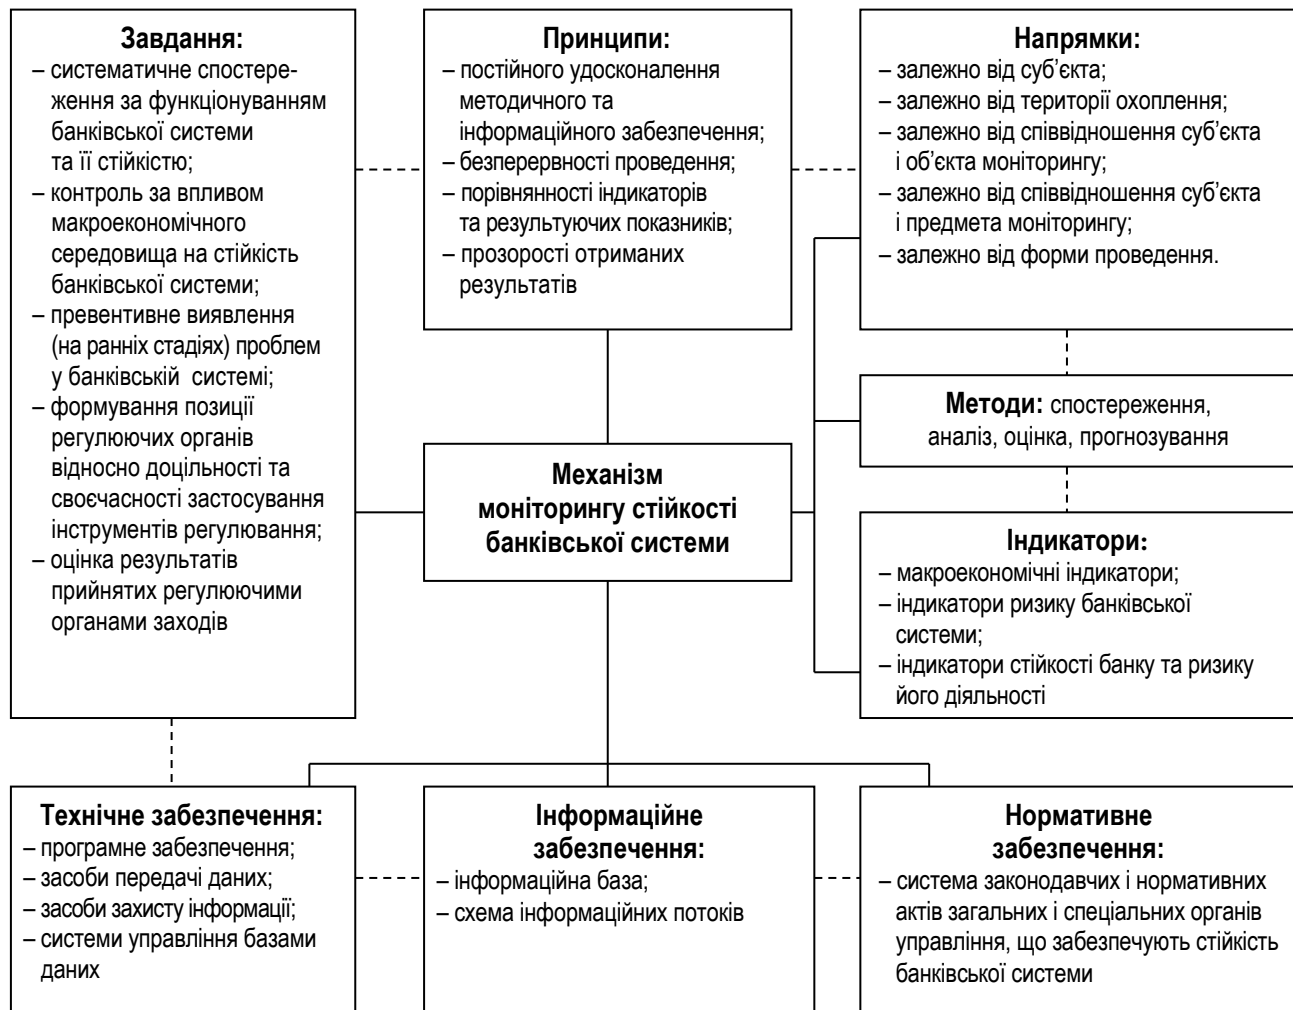 Завдання:
– систематичне спостере-
ження за функціонуванням
банківської системи
та її стійкістю;
– контроль за впливом
макроекономічного
середовища на стійкість
банківської системи;
– превентивне виявлення
(на ранніх стадіях) проблем
у банківській системі;
– формування позиції
регулюючих органів
відносно доцільності та
своєчасності застосування
інструментів регулювання;
– оцінка результатів
прийнятих регулюючими
органами заходів
Принципи:
– постійного удосконалення
методичного та
інформаційного забезпечення;
– безперервності проведення;
– порівнянності індикаторів
та результуючих показників;
– прозорості отриманих
результатів
Напрямки:
– залежно від суб’єкта;
– залежно від території охоплення;
– залежно від співвідношення суб’єкта
і об’єкта моніторингу;
– залежно від співвідношення суб’єкта
і предмета моніторингу;
– залежно від форми проведення.
Методи: спостереження,
аналіз, оцінка, прогнозування
Механізм
моніторингу стійкості
банківської системи
Індикатори:
– макроекономічні індикатори;
– індикатори ризику банківської
системи;
– індикатори стійкості банку та ризику
його діяльності
Технічне забезпечення:
– програмне забезпечення;
– засоби передачі даних;
– засоби захисту інформації;
– системи управління базами
даних
Інформаційне
забезпечення:
– інформаційна база;
– схема інформаційних потоків
Нормативне
забезпечення:
– система законодавчих і нормативних
актів загальних і спеціальних органів
управління, що забезпечують стійкість
банківської системи